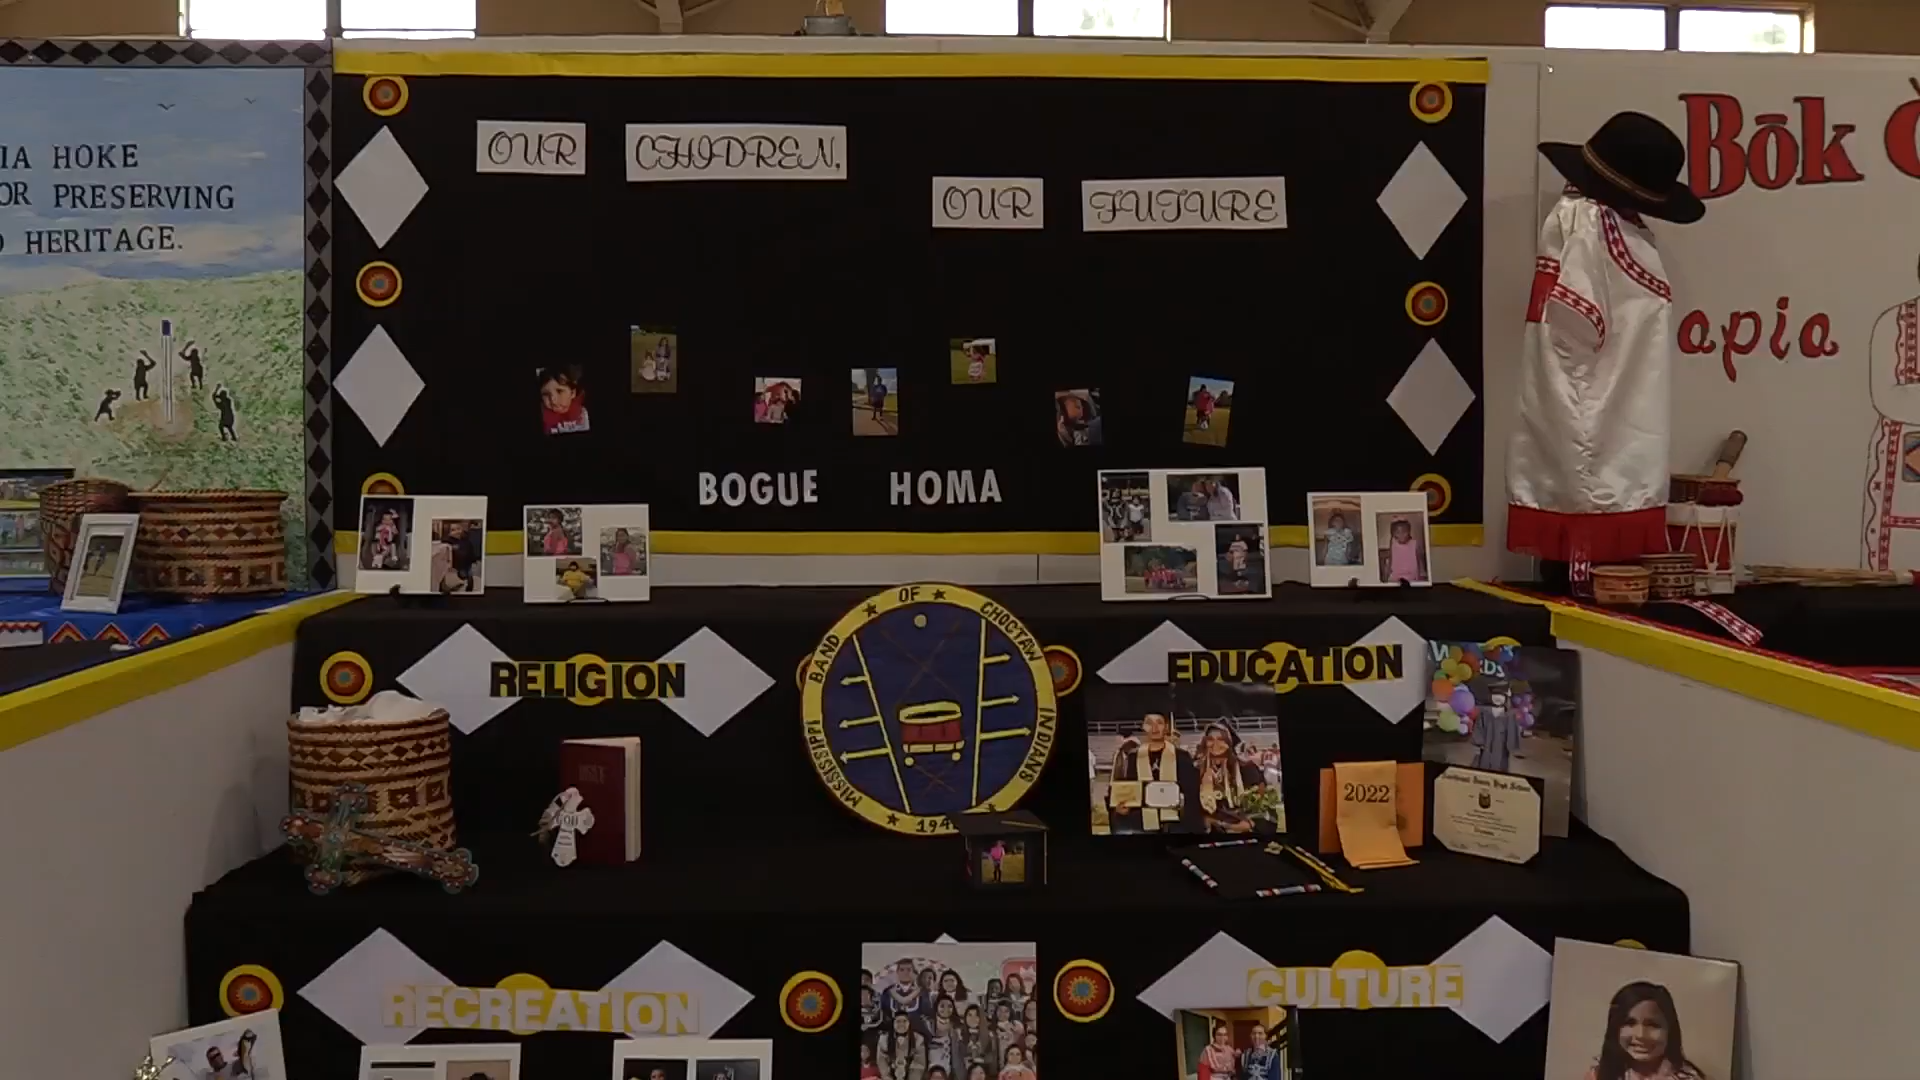 IA HOKE
OR PRESERVING
HERITAGE.
OUR CHIDREN,
OUR FUTURE
BOGUE HOMA
Bōk
apia
RELIGION
MISSISSIPPI BAND OF CHOCTAW INDIANS
194
EDUCATION
2022
RECREATION
CULTURE